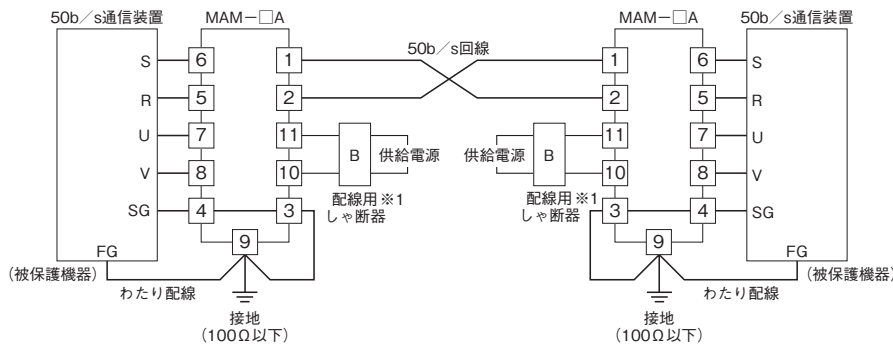 50b/s通信装置
MAM-□A
MAM-□A
50b/s通信装置
50b/s回線
S
6
1
1
6
S
R
5
2
2
5
R
U
7
11
11
7
U
B
供給電源
供給電源
B
V
8
10
10
8
V
配線用※1
しゃ断器
配線用※1
しゃ断器
SG
4
3
3
4
SG
9
9
FG
FG
(被保護機器)
(被保護機器)
わたり配線
わたり配線
接地
(100Ω以下)
接地
(100Ω以下)